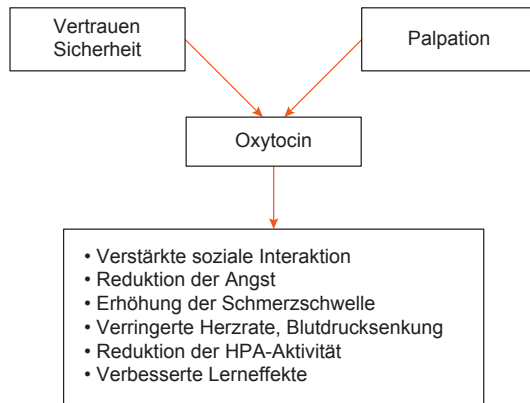 Vertrauen
Sicherheit
Palpation
Oxytocin
• Verstärkte soziale Interaktion
• Reduktion der Angst
• Erhöhung der Schmerzschwelle
• Verringerte Herzrate, Blutdrucksenkung
• Reduktion der HPA-Aktivität
• Verbesserte Lerneffekte